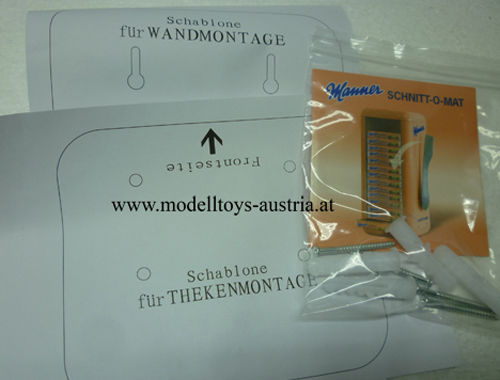 Schablone
für WANDMONTAGE
Manner SCHNITT-O-MAT
Frontseite
www.modelltoys-austria.at
Schablone
für THEKENMONTAGE